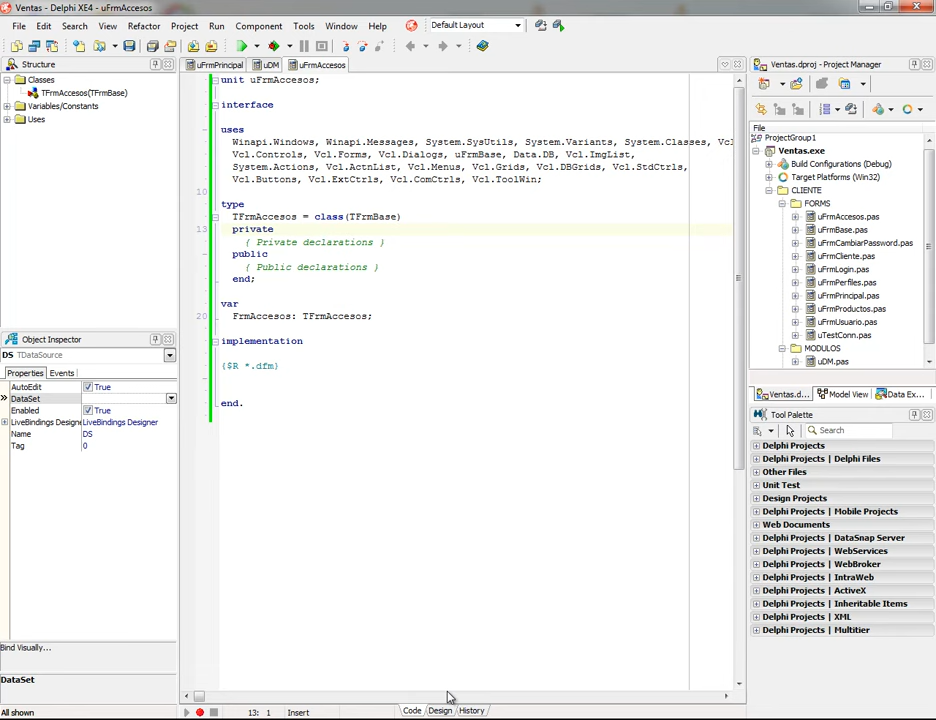 Ventas - Delphi XE4 - uFrmAccesos
File Edit Search View Refactor Project Run Component Tools Window Help
Default Layout
Structure
Classes
TFrmAccesos(TFrmBase)
Variables/Constants
Uses
uFrmPrincipal uDM uFrmAccesos
unit uFrmAccesos;
interface
uses
Winapi.Windows, Winapi.Messages, System.SysUtils, System.Variants, System.Classes, Vcl
Vcl.Controls, Vcl.Forms, Vcl.Dialogs, uFrmBase, Data.DB, Vcl.ImgList,
System.Actions, Vcl.ActnList, Vcl.Menus, Vcl.Grids, Vcl.DBGrids, Vcl.StdCtrls,
Vcl.Buttons, Vcl.ExtCtrls, Vcl.ComCtrls, Vcl.ToolWin;
10
type
TFrmAccesos = class(TFrmBase)
13 private
{ Private declarations }
public
{ Public declarations }
end;
var
20 FrmAccesos: TFrmAccesos;
implementation
{$R *.dfm}
end.
Object Inspector
DS TDataSource
Properties Events
AutoEdit True
» DataSet
Enabled True
LiveBindings Designe LiveBindings Designer
Name DS
Tag 0
Bind Visually...
DataSet
All shown
13: 1 Insert
Code Design History
Ventas.dproj - Project Manager
File
ProjectGroup1
Ventas.exe
Build Configurations (Debug)
Target Platforms (Win32)
CLIENTE
FORMS
uFrmAccesos.pas
uFrmBase.pas
uFrmCambiarPassword.pas
uFrmCliente.pas
uFrmLogin.pas
uFrmPerfiles.pas
uFrmPrincipal.pas
uFrmProductos.pas
uFrmUsuario.pas
uTestConn.pas
MODULOS
uDM.pas
Ventas.d... Model View Data Ex...
Tool Palette
Search
Delphi Projects
Delphi Projects | Delphi Files
Other Files
Unit Test
Design Projects
Delphi Projects | Mobile Projects
Web Documents
Delphi Projects | DataSnap Server
Delphi Projects | WebServices
Delphi Projects | WebBroker
Delphi Projects | IntraWeb
Delphi Projects | ActiveX
Delphi Projects | Inheritable Items
Delphi Projects | XML
Delphi Projects | Multitier